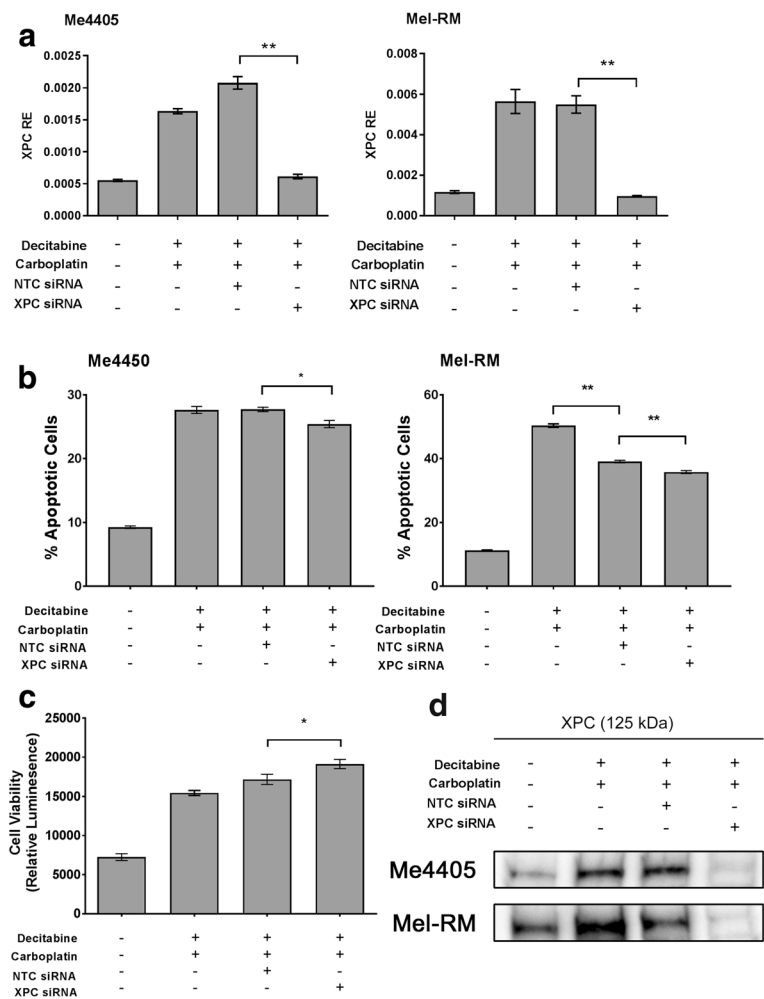 a
Me4405
XPC RE
0.0025
0.0020
0.0015
0.0010
0.0005
0.0000
**
Decitabine - + + +
Carboplatin - + + +
NTC siRNA - - + -
XPC siRNA - - - +
Mel-RM
XPC RE
0.008
0.006
0.004
0.002
0.000
**
Decitabine - + + +
Carboplatin - + + +
NTC siRNA - - + -
XPC siRNA - - - +
b
Me4450
% Apoptotic Cells
30
20
10
0
*
Decitabine - + + +
Carboplatin - + + +
NTC siRNA - - + -
XPC siRNA - - - +
Mel-RM
% Apoptotic Cells
60
40
20
0
**
**
Decitabine - + + +
Carboplatin - + + +
NTC siRNA - - + -
XPC siRNA - - - +
c
Cell Viability
(Relative Luminesence)
25000
20000
15000
10000
5000
0
*
Decitabine - + + +
Carboplatin - + + +
NTC siRNA - - + -
XPC siRNA - - - +
d
XPC (125 kDa)
Decitabine - + + +
Carboplatin - + + +
NTC siRNA - - + -
XPC siRNA - - - +
Me4405
Mel-RM